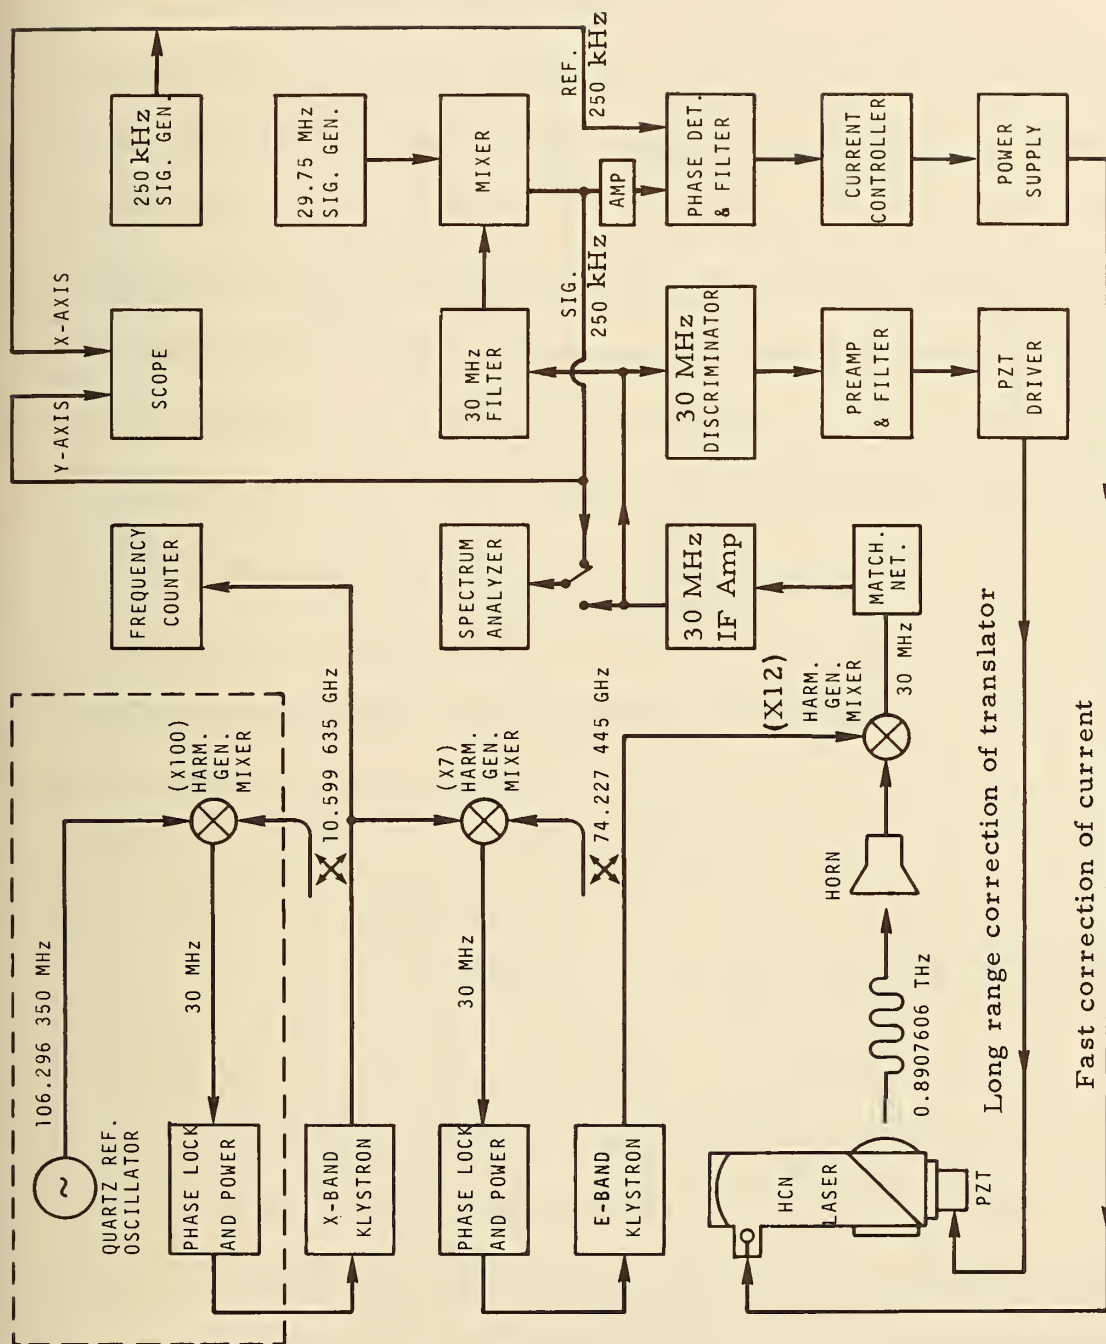 106.296 350 MHz
QUARTZ REF.
OSCILLATOR
(X100)
HARM.
GEN.
MIXER
30 MHz
PHASE LOCK
AND POWER
X-BAND
KLYSTRON
10.599 635 GHz
FREQUENCY
COUNTER
(X7)
HARM.
GEN.
MIXER
30 MHz
PHASE LOCK
AND POWER
E-BAND
KLYSTRON
74.227 445 GHz
SPECTRUM
ANALYZER
Y-AXIS
X-AXIS
SCOPE
250 kHz
SIG. GEN.
29.75 MHz
SIG. GEN.
30 MHz
FILTER
MIXER
SIG.
250 kHz
REF.
250 kHz
AMP
30 MHz
IF Amp
30 MHz
DISCRIMINATOR
PHASE DET.
& FILTER
(X12)
HARM.
GEN.
MIXER
30 MHz
MATCH.
NET.
PREAMP
& FILTER
CURRENT
CONTROLLER
PZT
DRIVER
POWER
SUPPLY
HCN
LASER
PZT
0.8907606 THz
HORN
Long range correction of translator
Fast correction of current
~